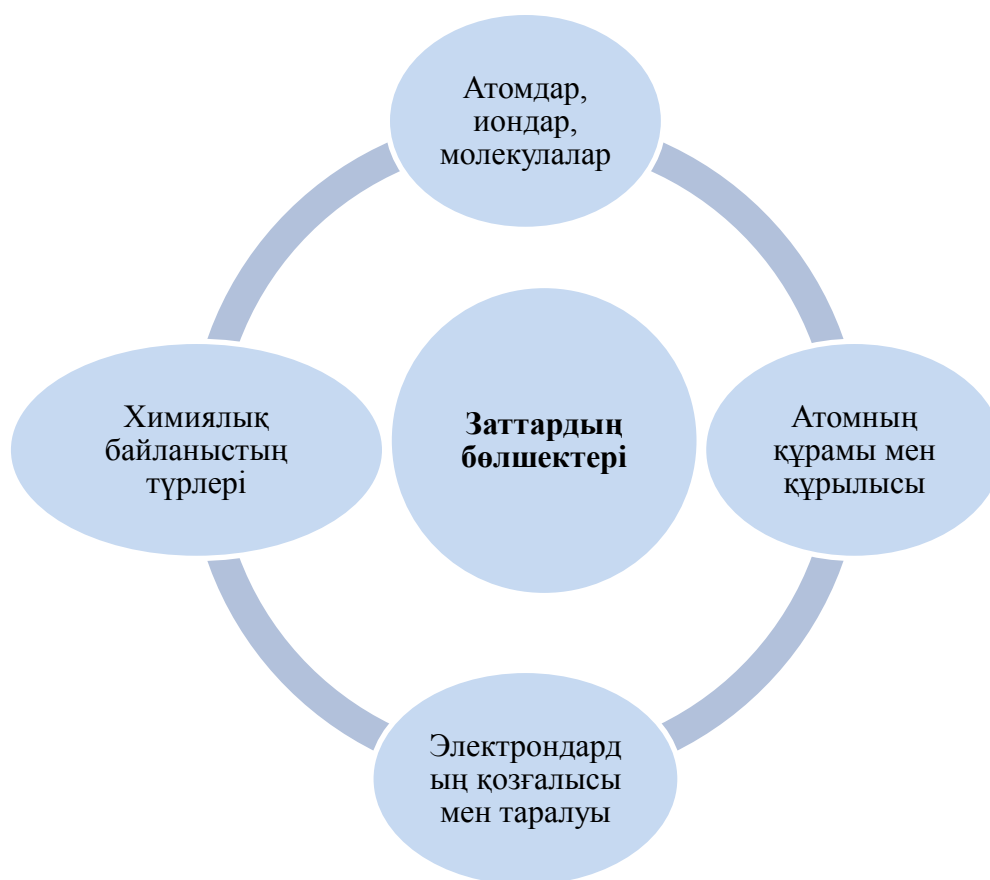 Атомдар,
иондар,
молекулалар
Химиялық
байланыстың
түрлері
Заттардың
бөлшектері
Атомның
құрамы мен
құрылысы
Электрондард
ың қозғалысы
мен таралуы